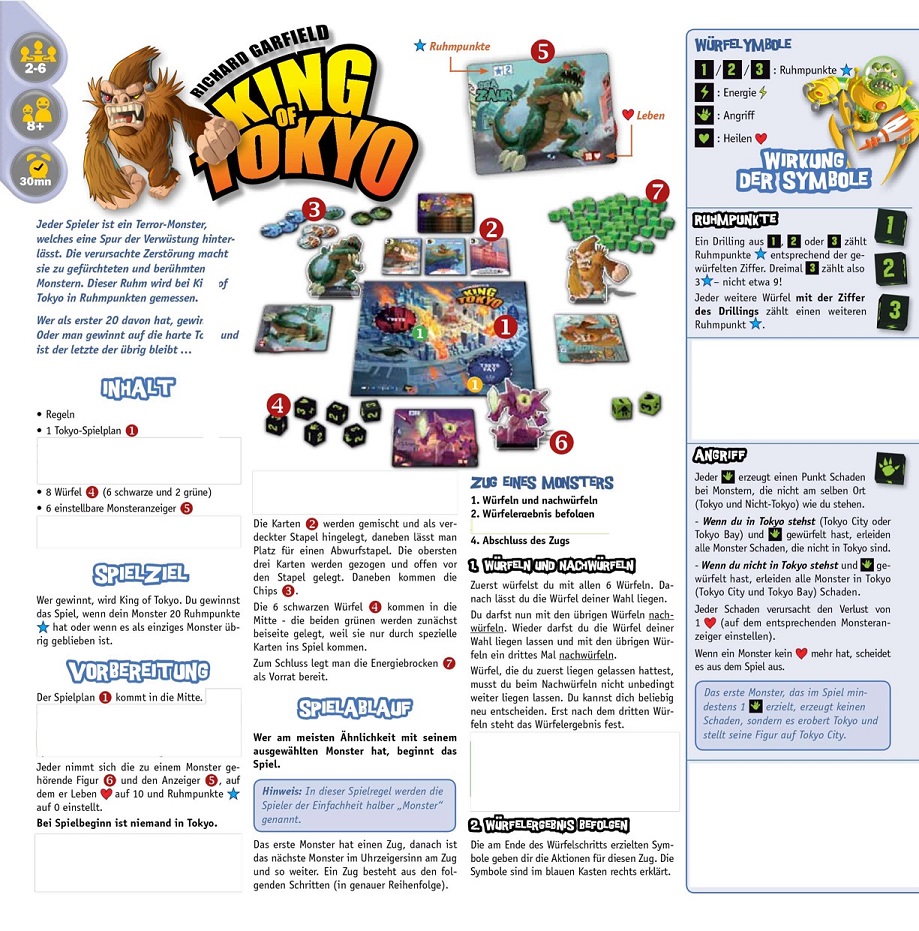 2-6
8+
30mn
RICHARD GARFIELD
KING
OF
TOKYO
Ruhmpunkte
5
Leben
Jeder Spieler ist ein Terror-Monster,
welches eine Spur der Verwüstung hinter-
lässt. Die verursachte Zerstörung macht
sie zu gefürchteten und berühmten
Monstern. Dieser Ruhm wird bei Ki of
Tokyo in Ruhmpunkten gemessen.
Wer als erster 20 davon hat, gewin
Oder man gewinnt auf die harte To und
ist der letzte der übrig bleibt ...
3
2
7
KING
TOKYO
1
4
6
INHALT
• Regeln
• 1 Tokyo-Spielplan 1
• 8 Würfel 4 (6 schwarze und 2 grüne)
• 6 einstellbare Monsteranzeiger 5
SPIELZIEL
Wer gewinnt, wird King of Tokyo. Du gewinnst
das Spiel, wenn dein Monster 20 Ruhmpunkte
★ hat oder wenn es als einziges Monster üb-
rig geblieben ist.
VORBEREITUNG
Der Spielplan 1 kommt in die Mitte.
Jeder nimmt sich die zu einem Monster ge-
hörende Figur 6 und den Anzeiger 5, auf
dem er Leben ♥ auf 10 und Ruhmpunkte ★
auf 0 einstellt.
Bei Spielbeginn ist niemand in Tokyo.
Die Karten 2 werden gemischt und als ver-
deckter Stapel hingelegt, daneben lässt man
Platz für einen Abwurfstapel. Die obersten
drei Karten werden gezogen und offen vor
den Stapel gelegt. Daneben kommen die
Chips 3.
Die 6 schwarzen Würfel 4 kommen in die
Mitte - die beiden grünen werden zunächst
beiseite gelegt, weil sie nur durch spezielle
Karten ins Spiel kommen.
Zum Schluss legt man die Energiebrocken 7
als Vorrat bereit.
SPIELABLAUF
Wer am meisten Ähnlichkeit mit seinem
ausgewählten Monster hat, beginnt das
Spiel.
Hinweis: In dieser Spielregel werden die
Spieler der Einfachheit halber „Monster"
genannt.
Das erste Monster hat einen Zug, danach ist
das nächste Monster im Uhrzeigersinn am Zug
und so weiter. Ein Zug besteht aus den fol-
genden Schritten (in genauer Reihenfolge).
ZUG EINES MONSTERS
1. Würfeln und nachwürfeln
2. Würfelergebnis befolgen
4. Abschluss des Zugs
1. WÜRFELN UND NACHWÜRFELN
Zuerst würfelst du mit allen 6 Würfeln. Da-
nach lässt du die Würfel deiner Wahl liegen.
Du darfst nun mit den übrigen Würfeln nach-
würfeln. Wieder darfst du die Würfel deiner
Wahl liegen lassen und mit den übrigen Wür-
feln ein drittes Mal nachwürfeln.
Würfel, die du zuerst liegen gelassen hattest,
musst du beim Nachwürfeln nicht unbedingt
weiter liegen lassen. Du kannst dich beliebig
neu entscheiden. Erst nach dem dritten Wür-
feln steht das Würfelergebnis fest.
2. WÜRFELERGEBNIS BEFOLGEN
Die am Ende des Würfelschritts erzielten Sym-
bole geben dir die Aktionen für diesen Zug. Die
Symbole sind im blauen Kasten rechts erklärt.
WÜRFELYMBOLE
1 / 2 / 3 : Ruhmpunkte ★
: Energie
: Angriff
: Heilen ♥
WIRKUNG
DER SYMBOLE
RUHMPUNKTE
Ein Drilling aus 1, 2 oder 3 zählt
Ruhmpunkte ★ entsprechend der ge-
würfelten Ziffer. Dreimal 3 zählt also
3★– nicht etwa 9!
Jeder weitere Würfel mit der Ziffer
des Drillings zählt einen weiteren
Ruhmpunkt ★.
1
2
3
ANGRIFF
Jeder erzeugt einen Punkt Schaden
bei Monstern, die nicht am selben Ort
(Tokyo und Nicht-Tokyo) wie du stehen.
- Wenn du in Tokyo stehst (Tokyo City oder
Tokyo Bay) und gewürfelt hast, erleiden
alle Monster Schaden, die nicht in Tokyo sind.
- Wenn du nicht in Tokyo stehst und ge-
würfelt hast, erleiden alle Monster in Tokyo
(Tokyo City und Tokyo Bay) Schaden.
Jeder Schaden verursacht den Verlust von
1 ♥ (auf dem entsprechenden Monsteran-
zeiger einstellen).
Wenn ein Monster kein ♥ mehr hat, scheidet
es aus dem Spiel aus.
Das erste Monster, das im Spiel min-
destens 1 erzielt, erzeugt keinen
Schaden, sondern es erobert Tokyo und
stellt seine Figur auf Tokyo City.